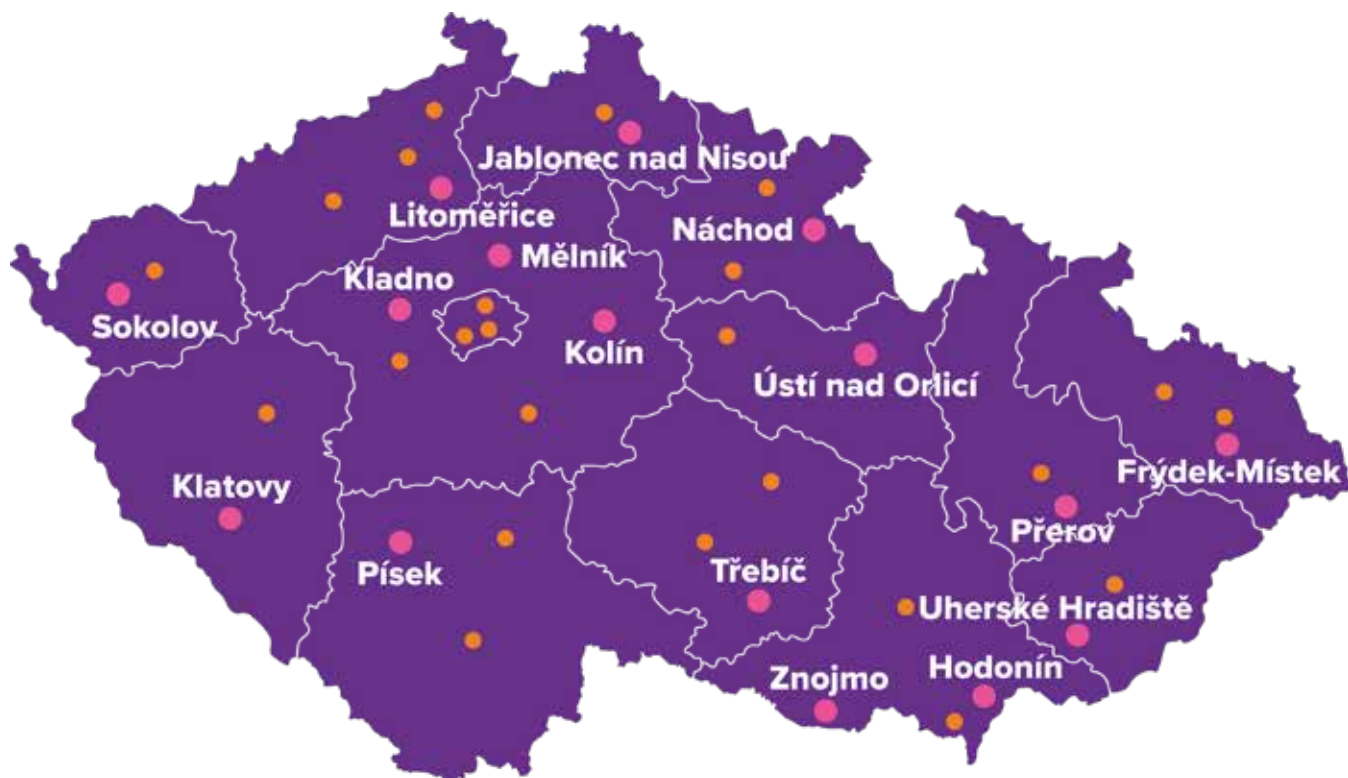 Jablonec nad Nisou
Litoměřice
Náchod
Mělník
Kladno
Sokolov
Kolín
Ústí nad Orlicí
Klatovy
Frýdek-Místek
Přerov
Písek
Třebíč
Uherské Hradiště
Hodonín
Znojmo